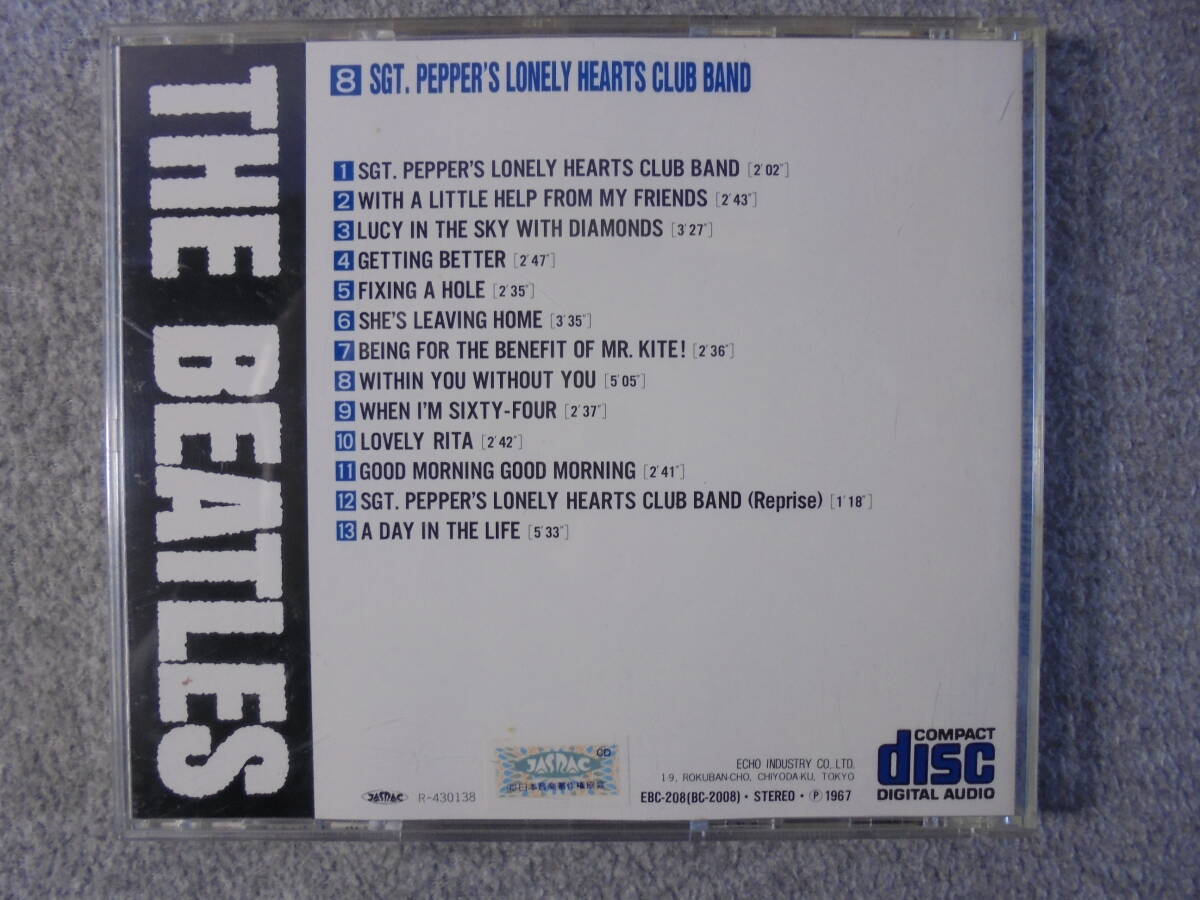 THE BEATLES
8 SGT. PEPPER'S LONELY HEARTS CLUB BAND
1 SGT. PEPPER'S LONELY HEARTS CLUB BAND [2'02"]
2 WITH A LITTLE HELP FROM MY FRIENDS [2'43"]
3 LUCY IN THE SKY WITH DIAMONDS [3'27"]
4 GETTING BETTER [2'47"]
5 FIXING A HOLE [2'35"]
6 SHE'S LEAVING HOME [3'35"]
7 BEING FOR THE BENEFIT OF MR. KITE! [2'36"]
8 WITHIN YOU WITHOUT YOU [5'05"]
9 WHEN I'M SIXTY-FOUR [2'37"]
10 LOVELY RITA [2'42"]
11 GOOD MORNING GOOD MORNING [2'41"]
12 SGT. PEPPER'S LONELY HEARTS CLUB BAND (Reprise) [1'18"]
13 A DAY IN THE LIFE [5'33"]
JASRAC R-430138
CD
JASRAC
ECHO INDUSTRY CO., LTD.
19, ROKUBAN-CHO, CHIYODA-KU, TOKYO
EBC-208(BC-2008)・STEREO・Ⓟ1967
COMPACT
disc
DIGITAL AUDIO